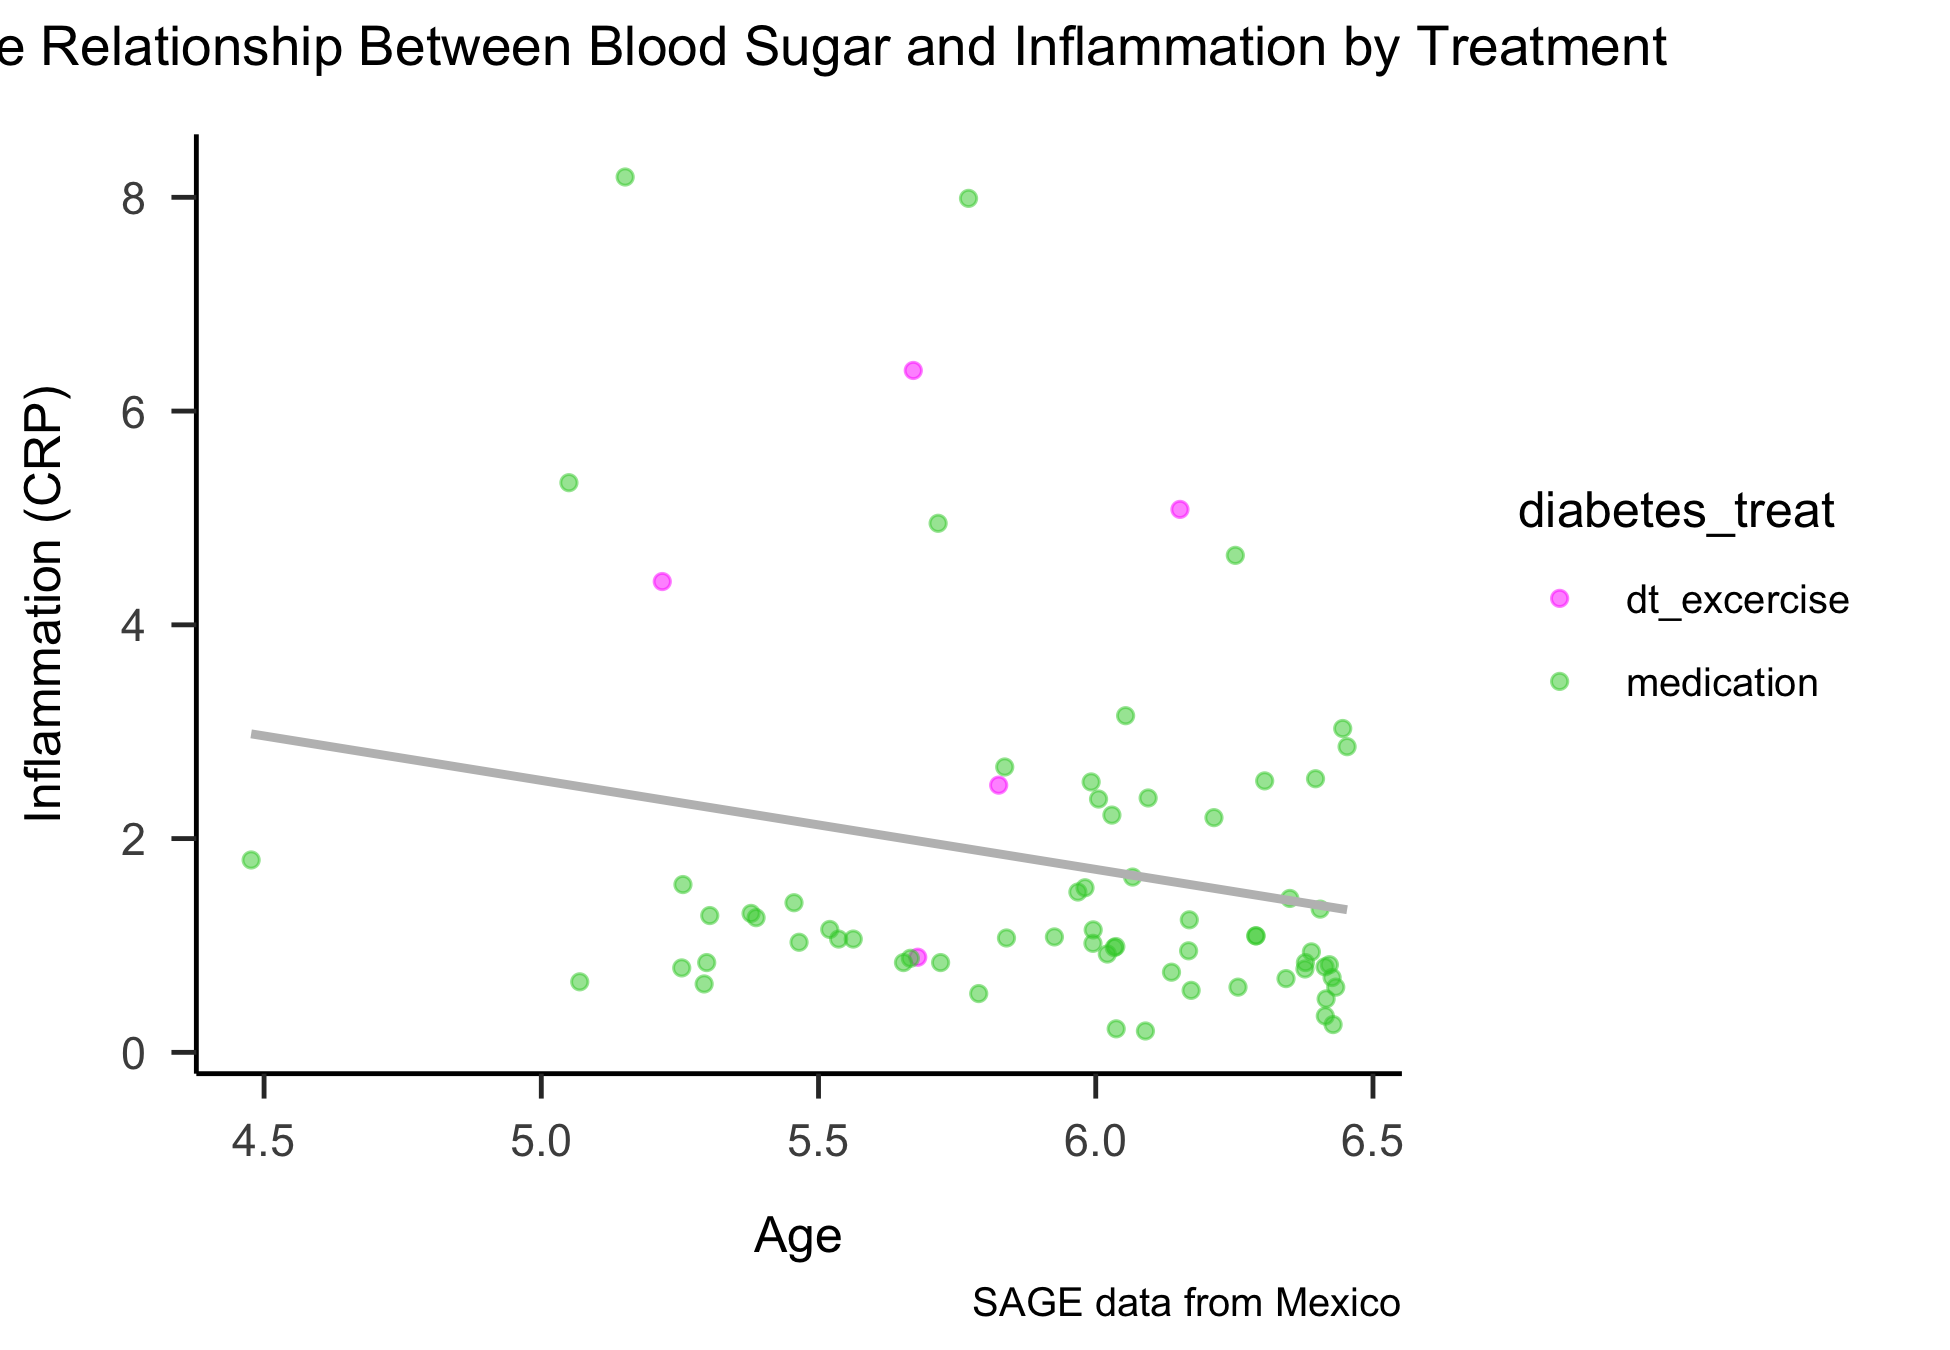 e Relationship Between Blood Sugar and Inflammation by Treatment
Inflammation (CRP)
8
6
4
2
0
4.5 5.0 5.5 6.0 6.5
Age
SAGE data from Mexico
diabetes_treat
dt_excercise
medication